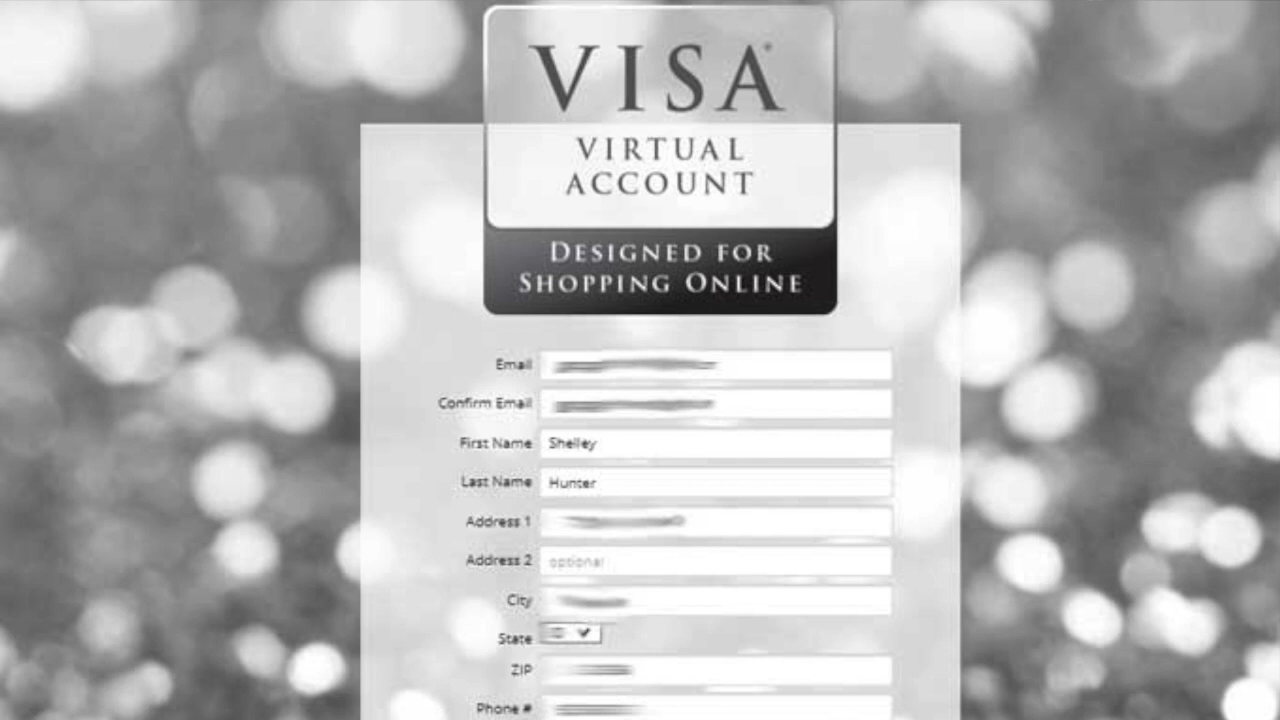 VISA®
VIRTUAL
ACCOUNT
DESIGNED FOR
SHOPPING ONLINE
Email
Confirm Email
First Name Shelley
Last Name Hunter
Address 1
Address 2 optional
City
State
ZIP
Phone #